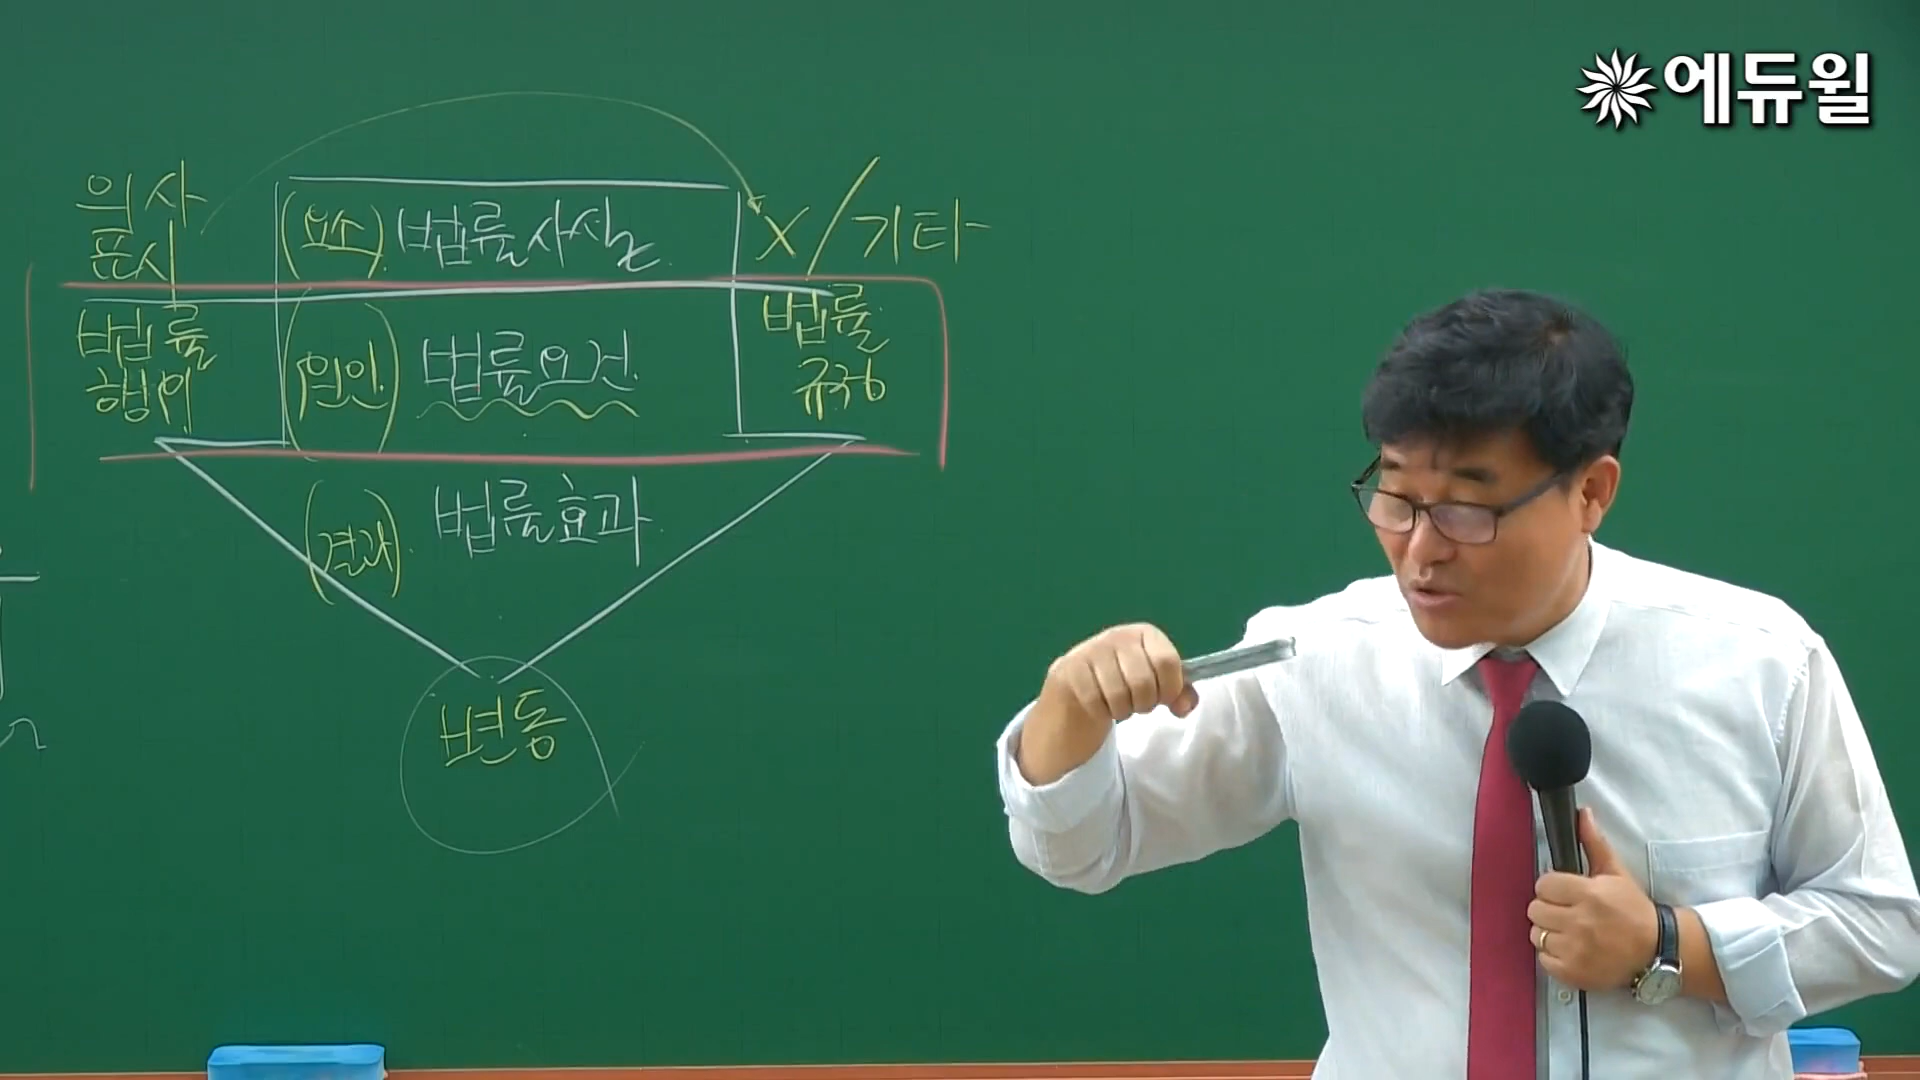 에듀윌
의사
표시
(요소) 법률사실
X / 기타
법률
행위
(원인) 법률요건
법률
규정
(결과) 법률효과
변동